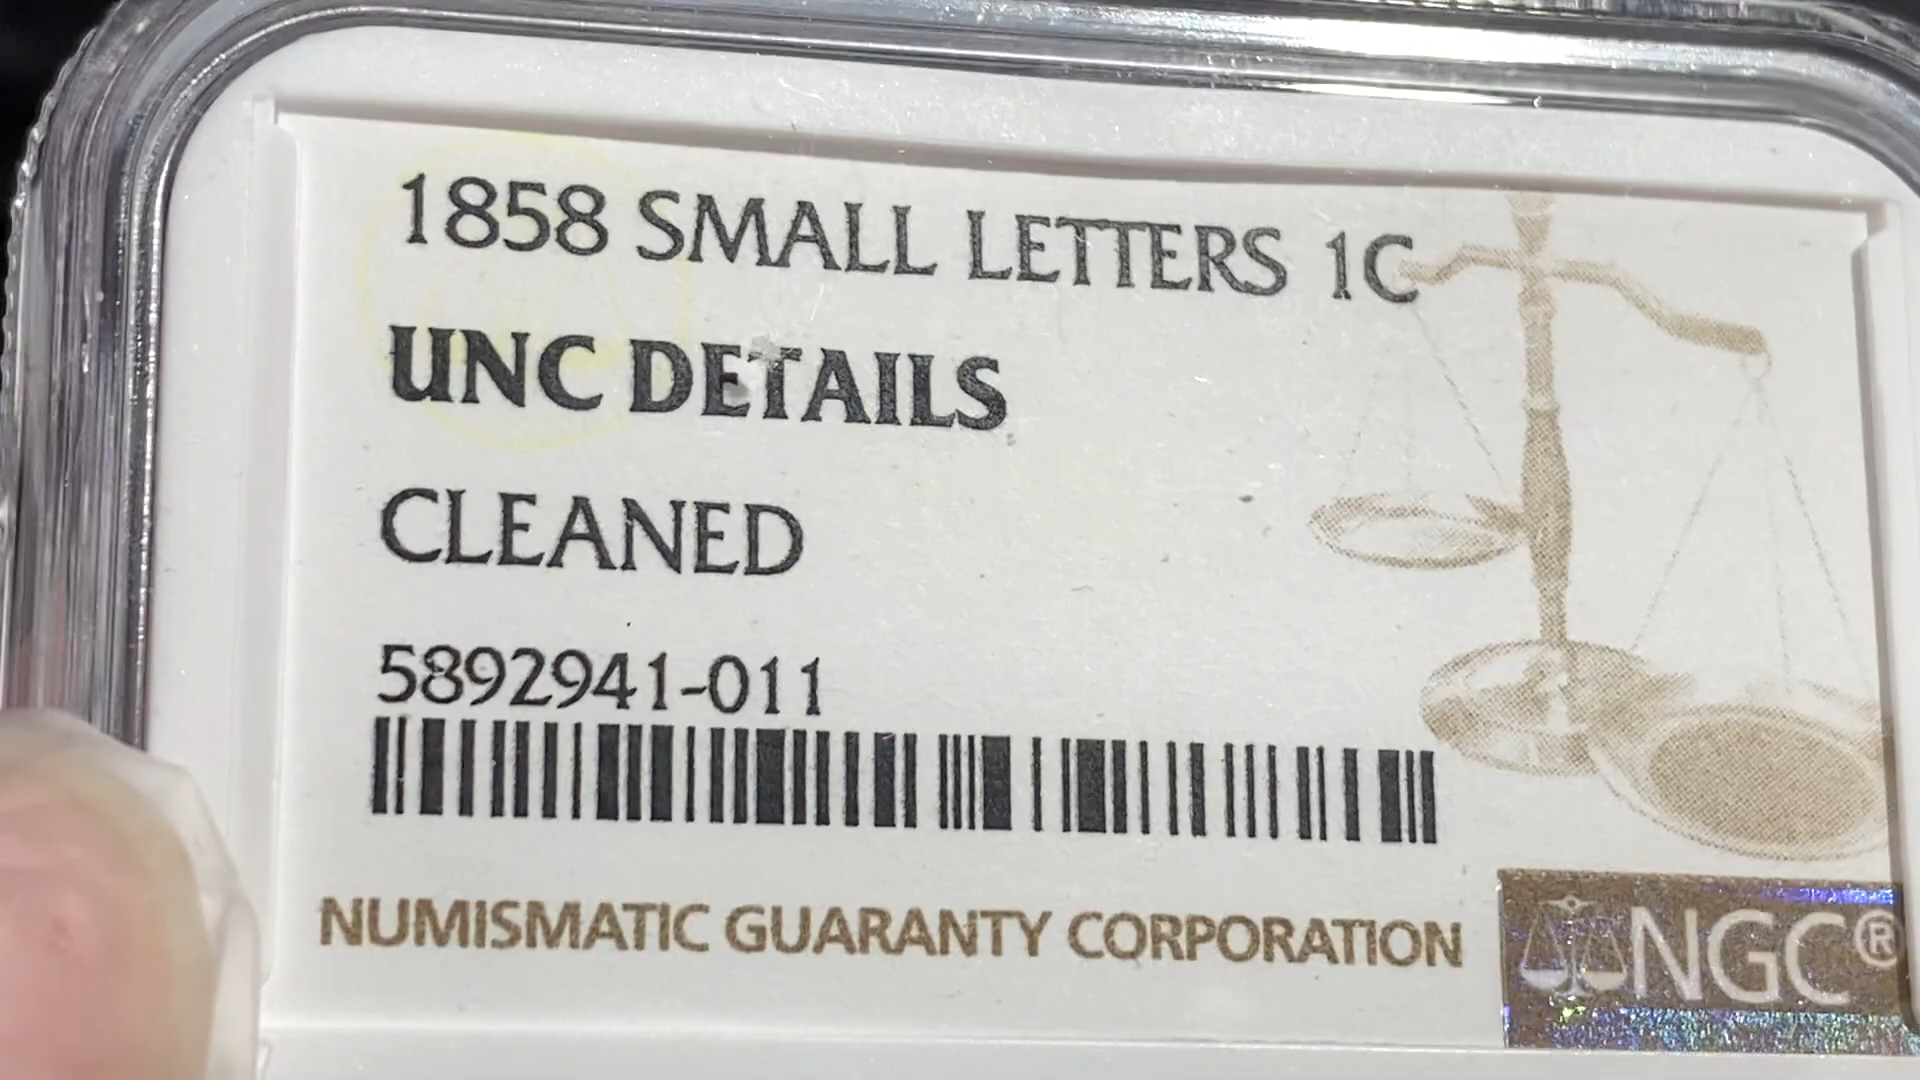 1858 SMALL LETTERS 1C
UNC DETAILS
CLEANED
5892941-011
NUMISMATIC GUARANTY CORPORATION
NGC®